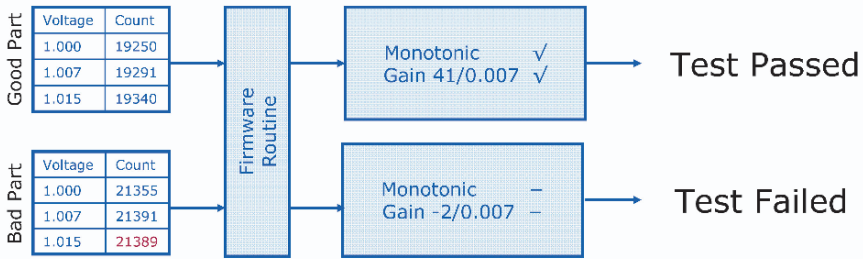 Good Part
Voltage Count
1.000 19250
1.007 19291
1.015 19340
Bad Part
Voltage Count
1.000 21355
1.007 21391
1.015 21389
Firmware
Routine
Monotonic √
Gain 41/0.007 √
Monotonic –
Gain -2/0.007 –
Test Passed
Test Failed